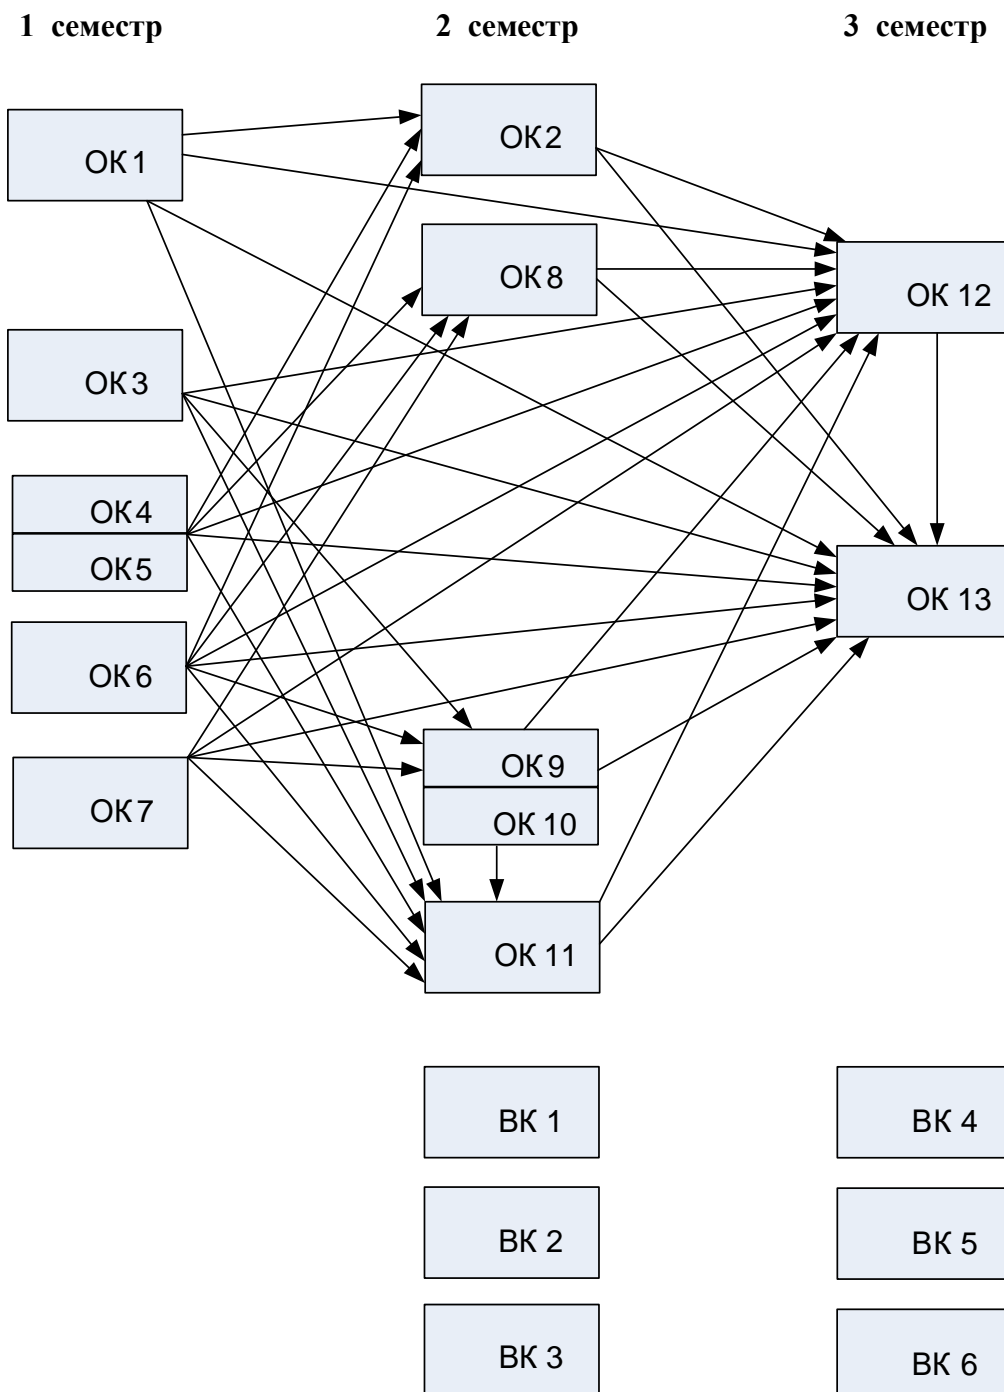 1 семестр
2 семестр
3 семестр
ОК 1
ОК 3
ОК 4
ОК 5
ОК 6
ОК 7
ОК 2
ОК 8
ОК 9
ОК 10
ОК 11
ВК 1
ВК 2
ВК 3
ОК 12
ОК 13
ВК 4
ВК 5
ВК 6